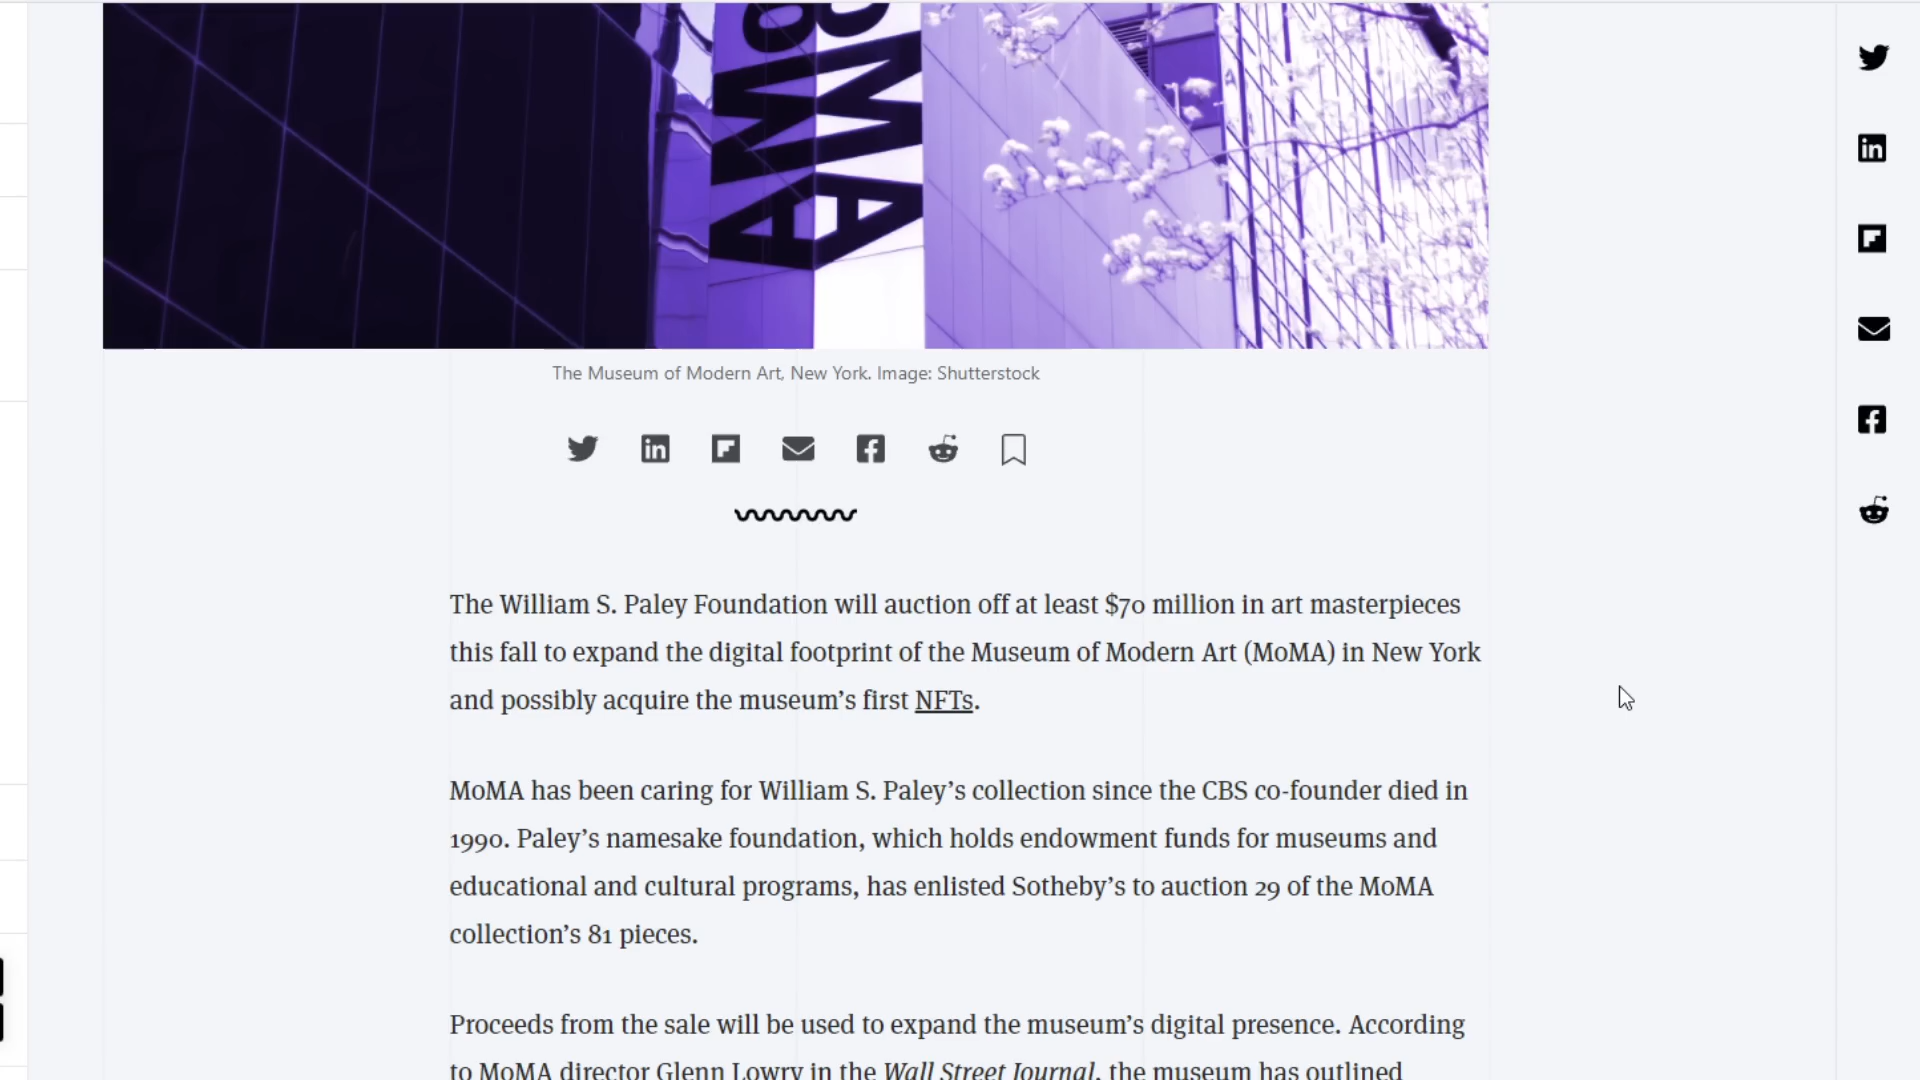 MoMA
The Museum of Modern Art, New York. Image: Shutterstock
The William S. Paley Foundation will auction off at least $70 million in art masterpieces
this fall to expand the digital footprint of the Museum of Modern Art (MoMA) in New York
and possibly acquire the museum’s first NFTs.
MoMA has been caring for William S. Paley’s collection since the CBS co-founder died in
1990. Paley’s namesake foundation, which holds endowment funds for museums and
educational and cultural programs, has enlisted Sotheby’s to auction 29 of the MoMA
collection’s 81 pieces.
Proceeds from the sale will be used to expand the museum’s digital presence. According
to MoMA director Glenn Lowry in the Wall Street Journal, the museum has outlined